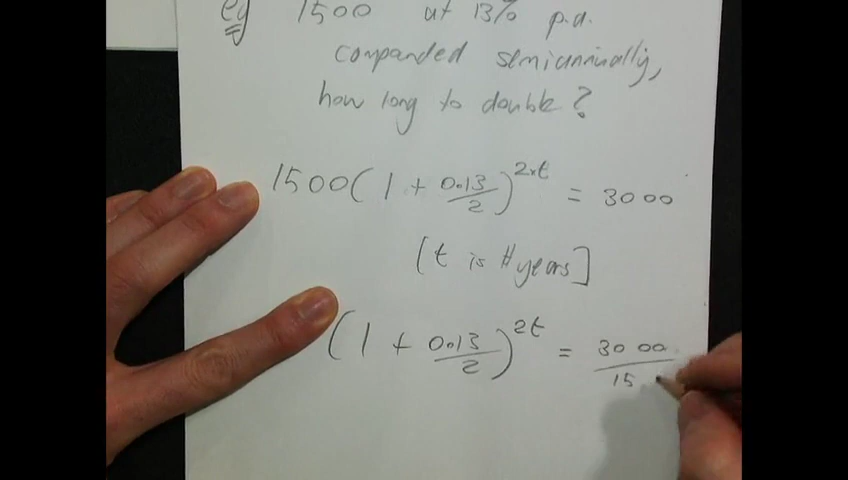 eg 1500 at 13% p.a.
compounded semiannually,
how long to double?
1500(1 + 0.13/2)^2×t = 3000
[t is #years]
(1 + 0.13/2)^2t = 3000/15